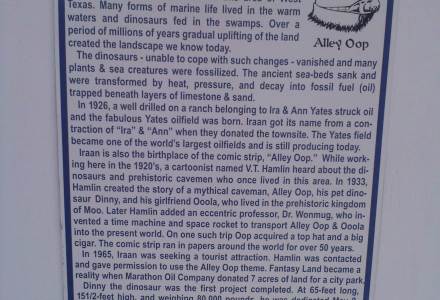 Texas. Many forms of marine life lived in the warm
waters and dinosaurs fed in the swamps. Over a
period of millions of years gradual uplifting of the land
created the landscape we know today.
Alley Oop
The dinosaurs - unable to cope with such changes - vanished and many
plants & sea creatures were fossilized. The ancient sea-beds sank and
were transformed by heat, pressure, and decay into fossil fuel (oil)
trapped beneath layers of limestone & sand.
In 1926, a well drilled on a ranch belonging to Ira & Ann Yates struck oil
and the fabulous Yates oilfield was born. Iraan got its name from a con-
traction of "Ira" & "Ann" when they donated the townsite. The Yates field
became one of the world's largest oilfields and is still producing today.
Iraan is also the birthplace of the comic strip, "Alley Oop." While work-
ing here in the 1920's, a cartoonist named V.T. Hamlin heard about the di-
nosaurs and prehistoric cavemen who once lived in this area. In 1933,
Hamlin created the story of a mythical caveman, Alley Oop, his pet dino-
saur Dinny, and his girlfriend Ooola, who lived in the prehistoric kingdom
of Moo. Later Hamlin added an eccentric professor, Dr. Wonmug, who in-
vented a time machine and space rocket to transport Alley Oop & Ooola
into the present world. On one such trip Oop acquired a top hat and a big
cigar. The comic strip ran in papers around the world for over 50 years.
In 1965, Iraan was seeking a tourist attraction. Hamlin was contacted
and gave permission to use the Alley Oop theme. Fantasy Land became a
reality when Marathon Oil Company donated 7 acres of land for a city park.
Dinny the dinosaur was the first project completed. At 65-feet long,
151/2-feet high, and weighing 80,000 pounds, he was dedicated May